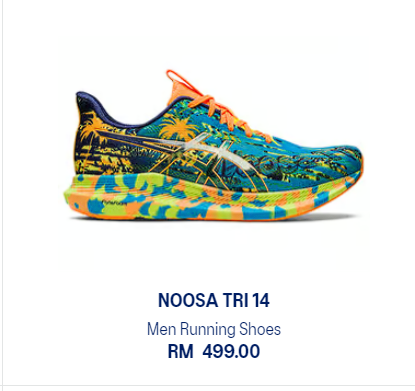 NOOSA TRI 14
Men Running Shoes
RM 499.00